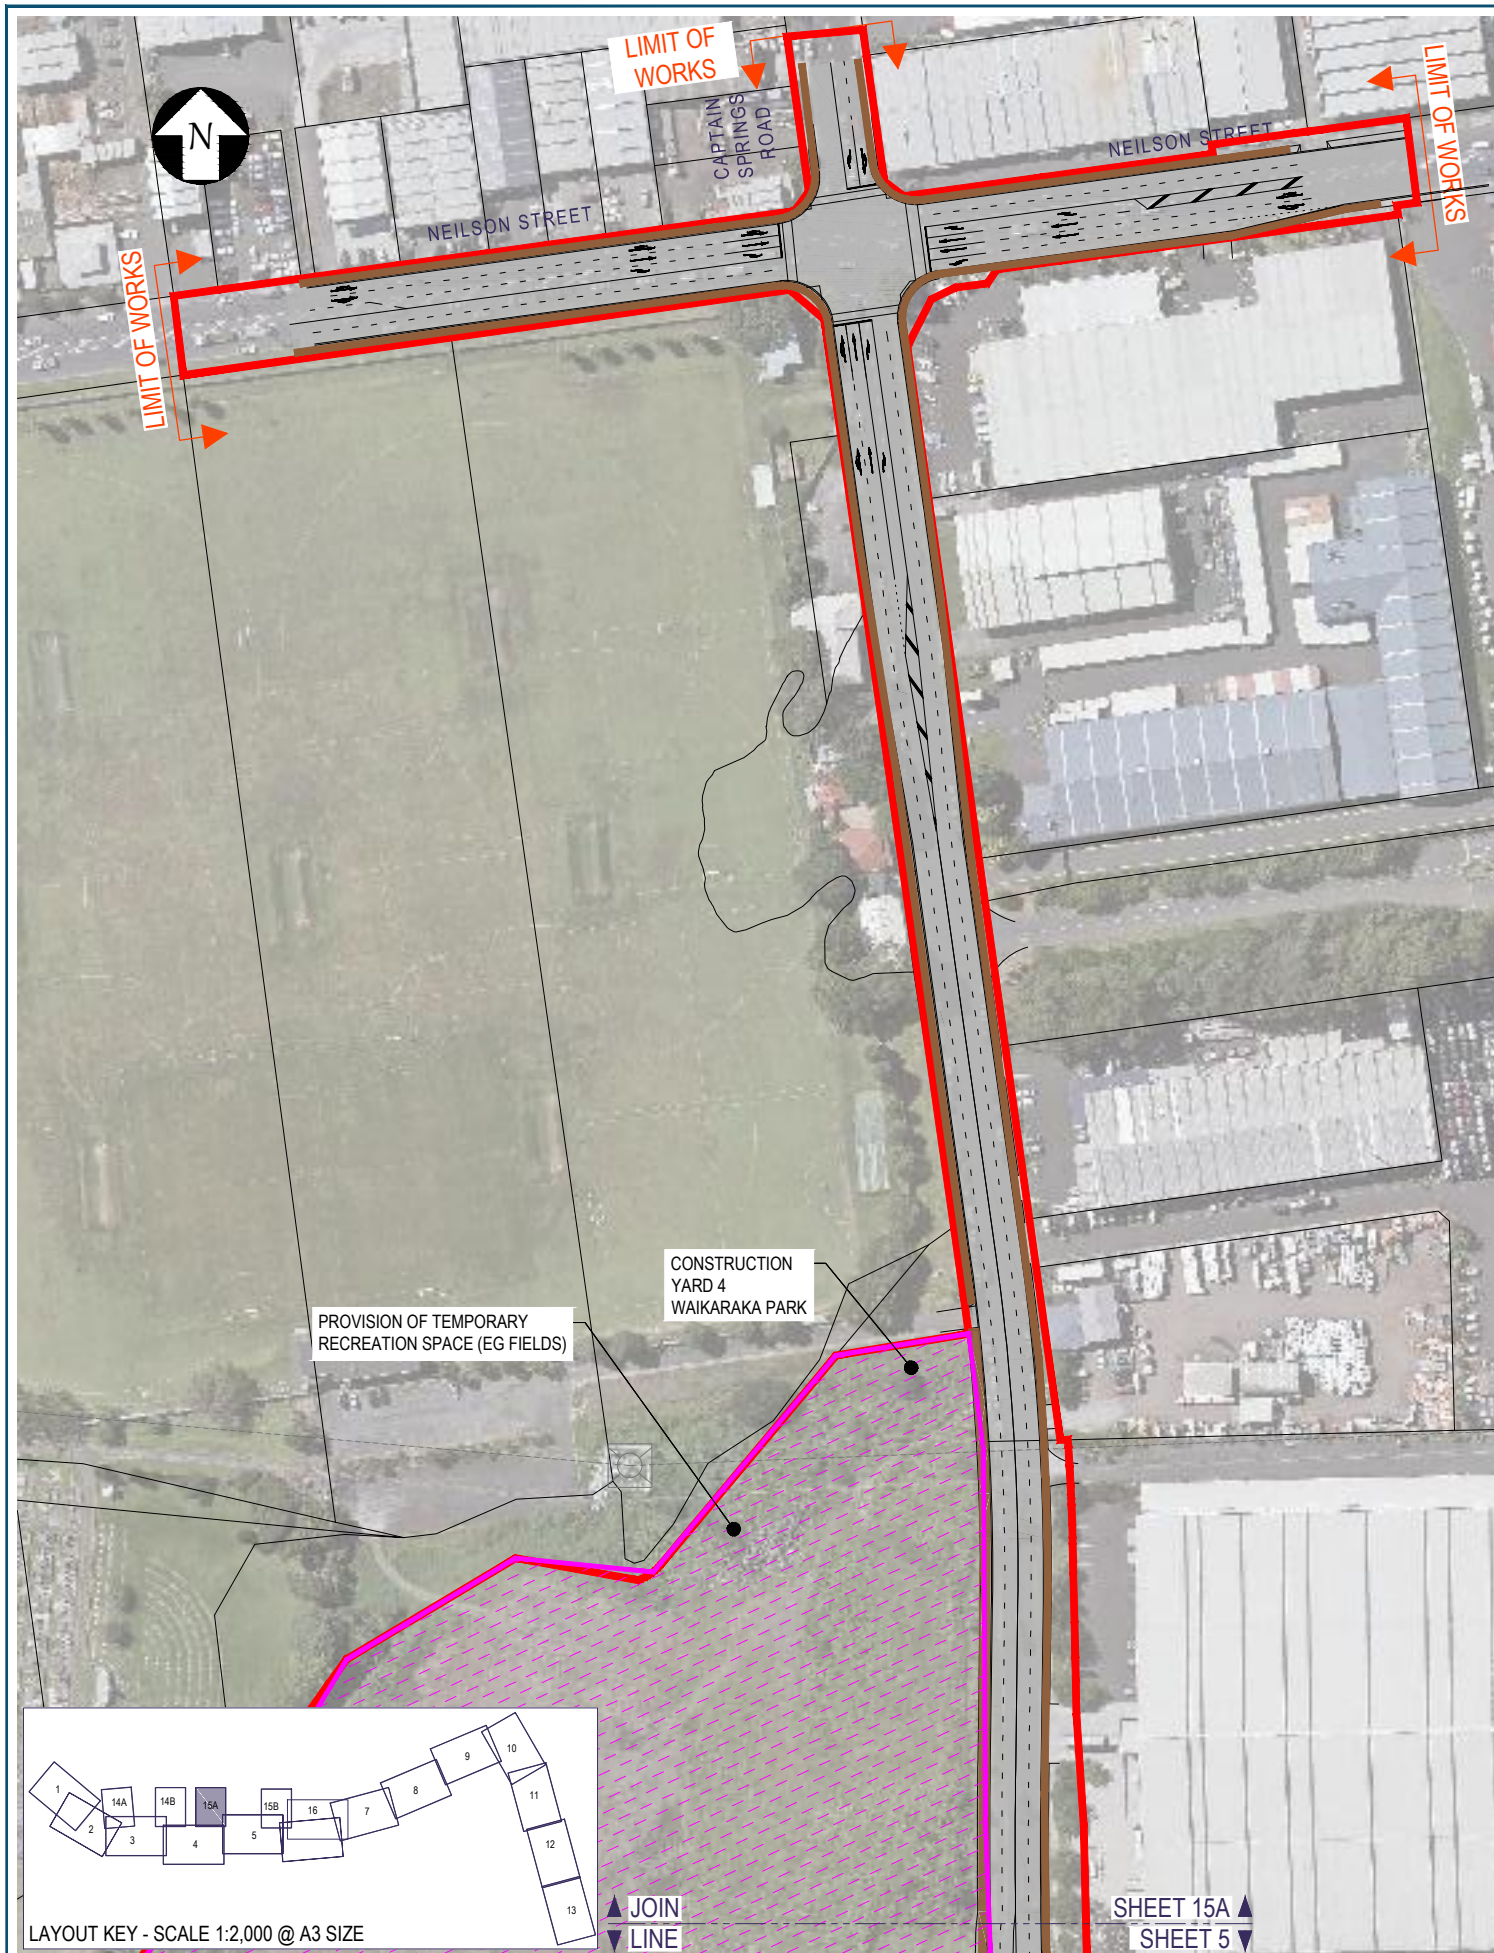 LIMIT OF
WORKS
LIMIT OF WORKS
N
CAPTAIN
SPRINGS
ROAD
NEILSON STREET
NEILSON STREET
LIMIT OF WORKS
CONSTRUCTION
YARD 4
WAIKARAKA PARK
PROVISION OF TEMPORARY
RECREATION SPACE (EG FIELDS)
1
2
14A
3
14B
4
15A
5
15B
16
7
8
9
10
11
12
13
LAYOUT KEY - SCALE 1:2,000 @ A3 SIZE
JOIN
LINE
SHEET 15A
SHEET 5